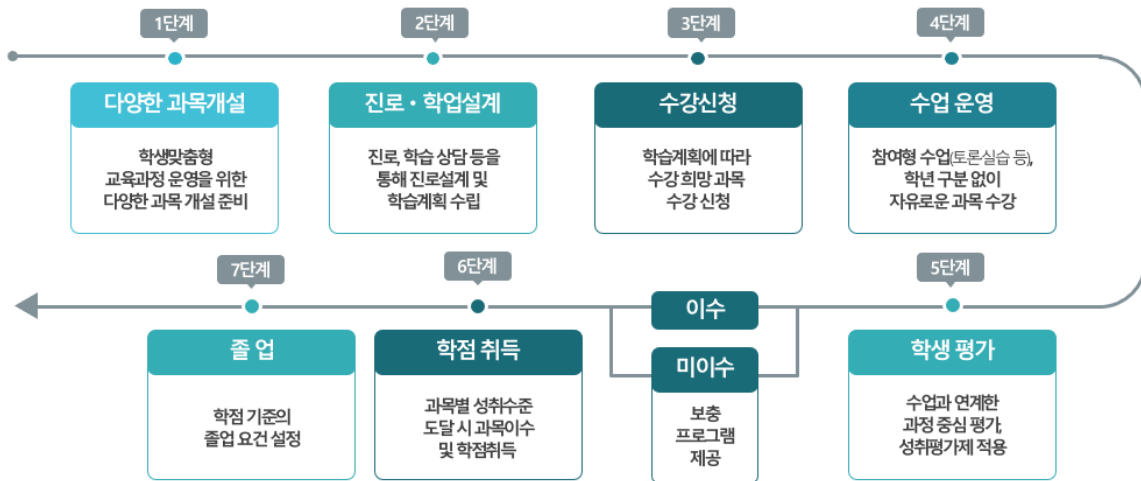 1단계
다양한 과목개설
학생맞춤형
교육과정 운영을 위한
다양한 과목 개설 준비
2단계
진로 · 학업설계
진로, 학습 상담 등을
통해 진로설계 및
학습계획 수립
3단계
수강신청
학습계획에 따라
수강 희망 과목
수강 신청
4단계
수업 운영
참여형 수업(토론실습 등),
학년 구분 없이
자유로운 과목 수강
5단계
학생 평가
수업과 연계한
과정 중심 평가,
성취평가제 적용
이수
미이수
보충
프로그램
제공
6단계
학점 취득
과목별 성취수준
도달 시 과목이수
및 학점취득
7단계
졸 업
학점 기준의
졸업 요건 설정